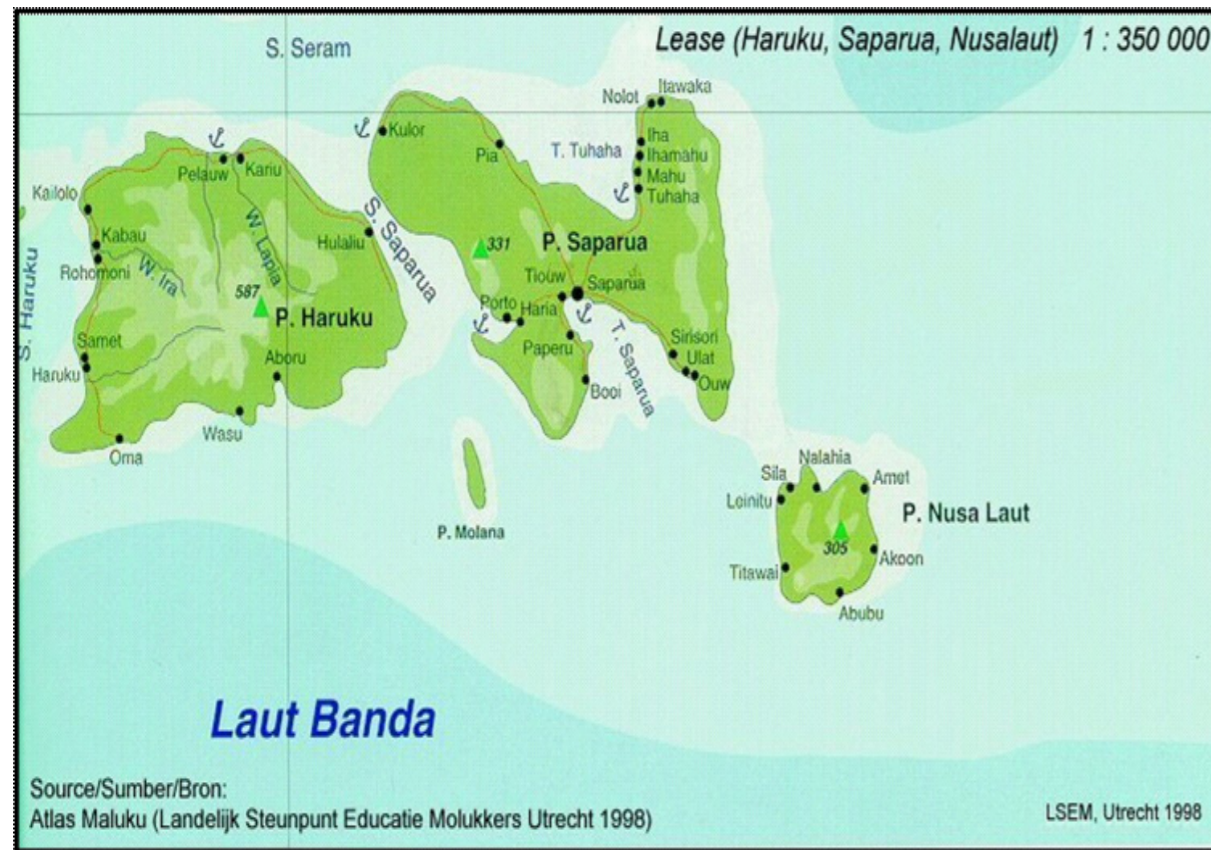 Lease (Haruku, Saparua, Nusalaut) 1 : 350 000
S. Seram
Nolot
Itawaka
Kulor
Iha
Pia
T. Tuhaha
Ihamahu
Mahu
Tuhaha
Pelauw
Kariu
Kailolo
Kabau
Rohomoni
W. Ira
W. Lapia
Hulaliu
S. Saparua
331
P. Saparua
S. Haruku
587
P. Haruku
Tiouw
Saparua
Porto
Haria
Paperu
T. Saparua
Sirisori
Ulat
Ouw
Booi
Samet
Haruku
Aboru
Wasu
Oma
P. Molana
Sila
Nalahia
Amet
Leinitu
P. Nusa Laut
305
Akoon
Titawai
Abubu
Laut Banda
Source/Sumber/Bron:
Atlas Maluku (Landelijk Steunpunt Educatie Molukkers Utrecht 1998)
LSEM, Utrecht 1998